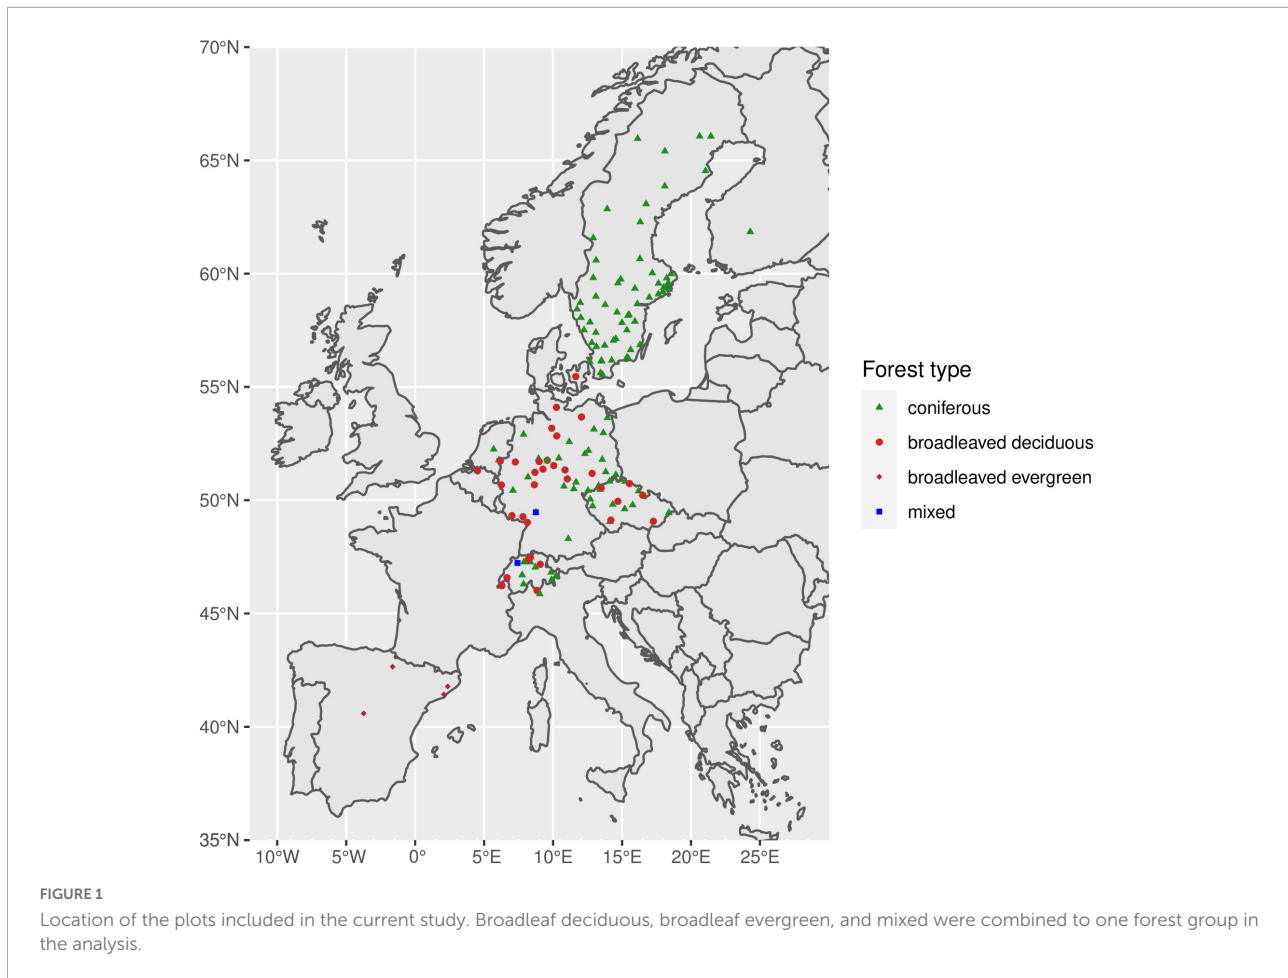 70°N
65°N
60°N
55°N
50°N
45°N
40°N
35°N
10°W 5°W 0° 5°E 10°E 15°E 20°E 25°E
Forest type
coniferous
broadleaved deciduous
broadleaved evergreen
mixed
FIGURE 1
Location of the plots included in the current study. Broadleaf deciduous, broadleaf evergreen, and mixed were combined to one forest group in
the analysis.